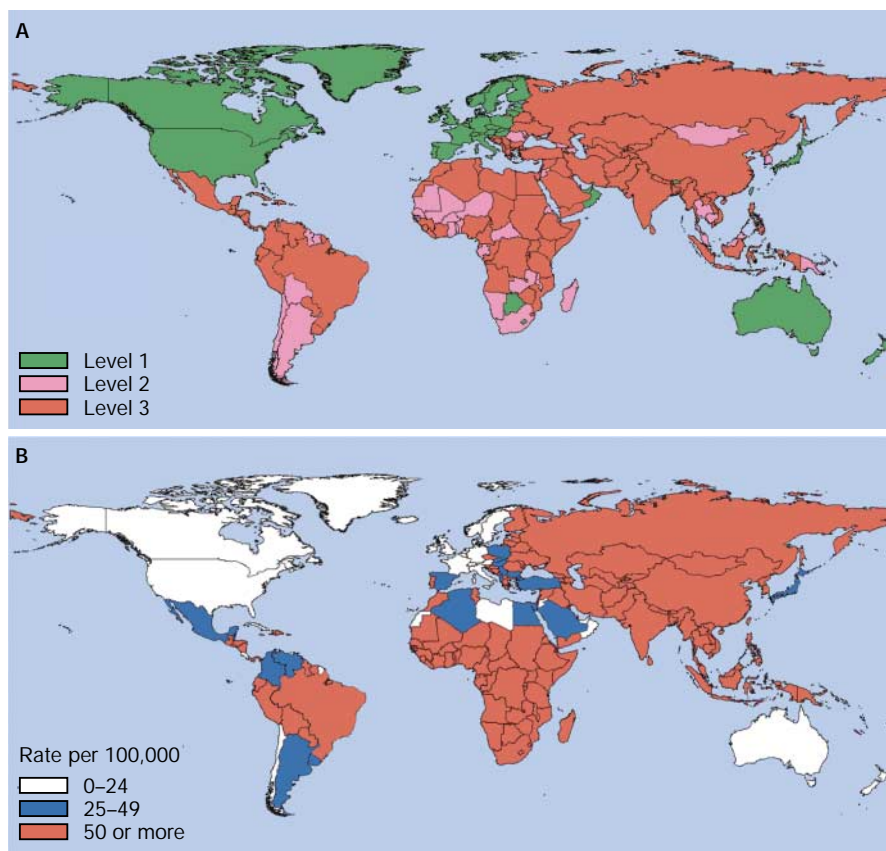 A
Level 1
Level 2
Level 3
B
Rate per 100,000
0–24
25–49
50 or more